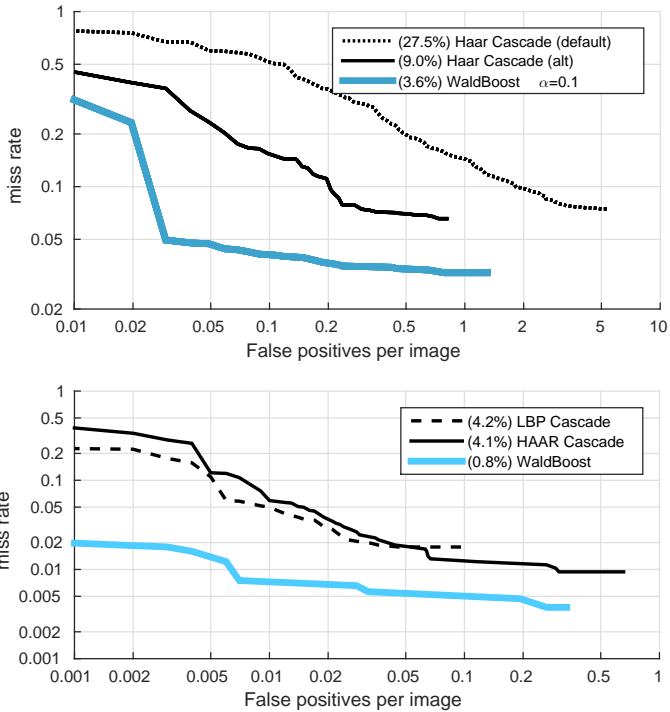 1
0.5
0.2
0.1
0.05
0.02
miss rate
(27.5%) Haar Cascade (default)
(9.0%) Haar Cascade (alt)
(3.6%) WaldBoost α=0.1
0.01 0.02 0.05 0.1 0.2 0.5 1 2 5 10
False positives per image
1
0.5
0.2
0.1
0.05
0.02
0.01
0.005
0.002
0.001
miss rate
(4.2%) LBP Cascade
(4.1%) HAAR Cascade
(0.8%) WaldBoost
0.001 0.002 0.005 0.01 0.02 0.05 0.1 0.2 0.5 1
False positives per image